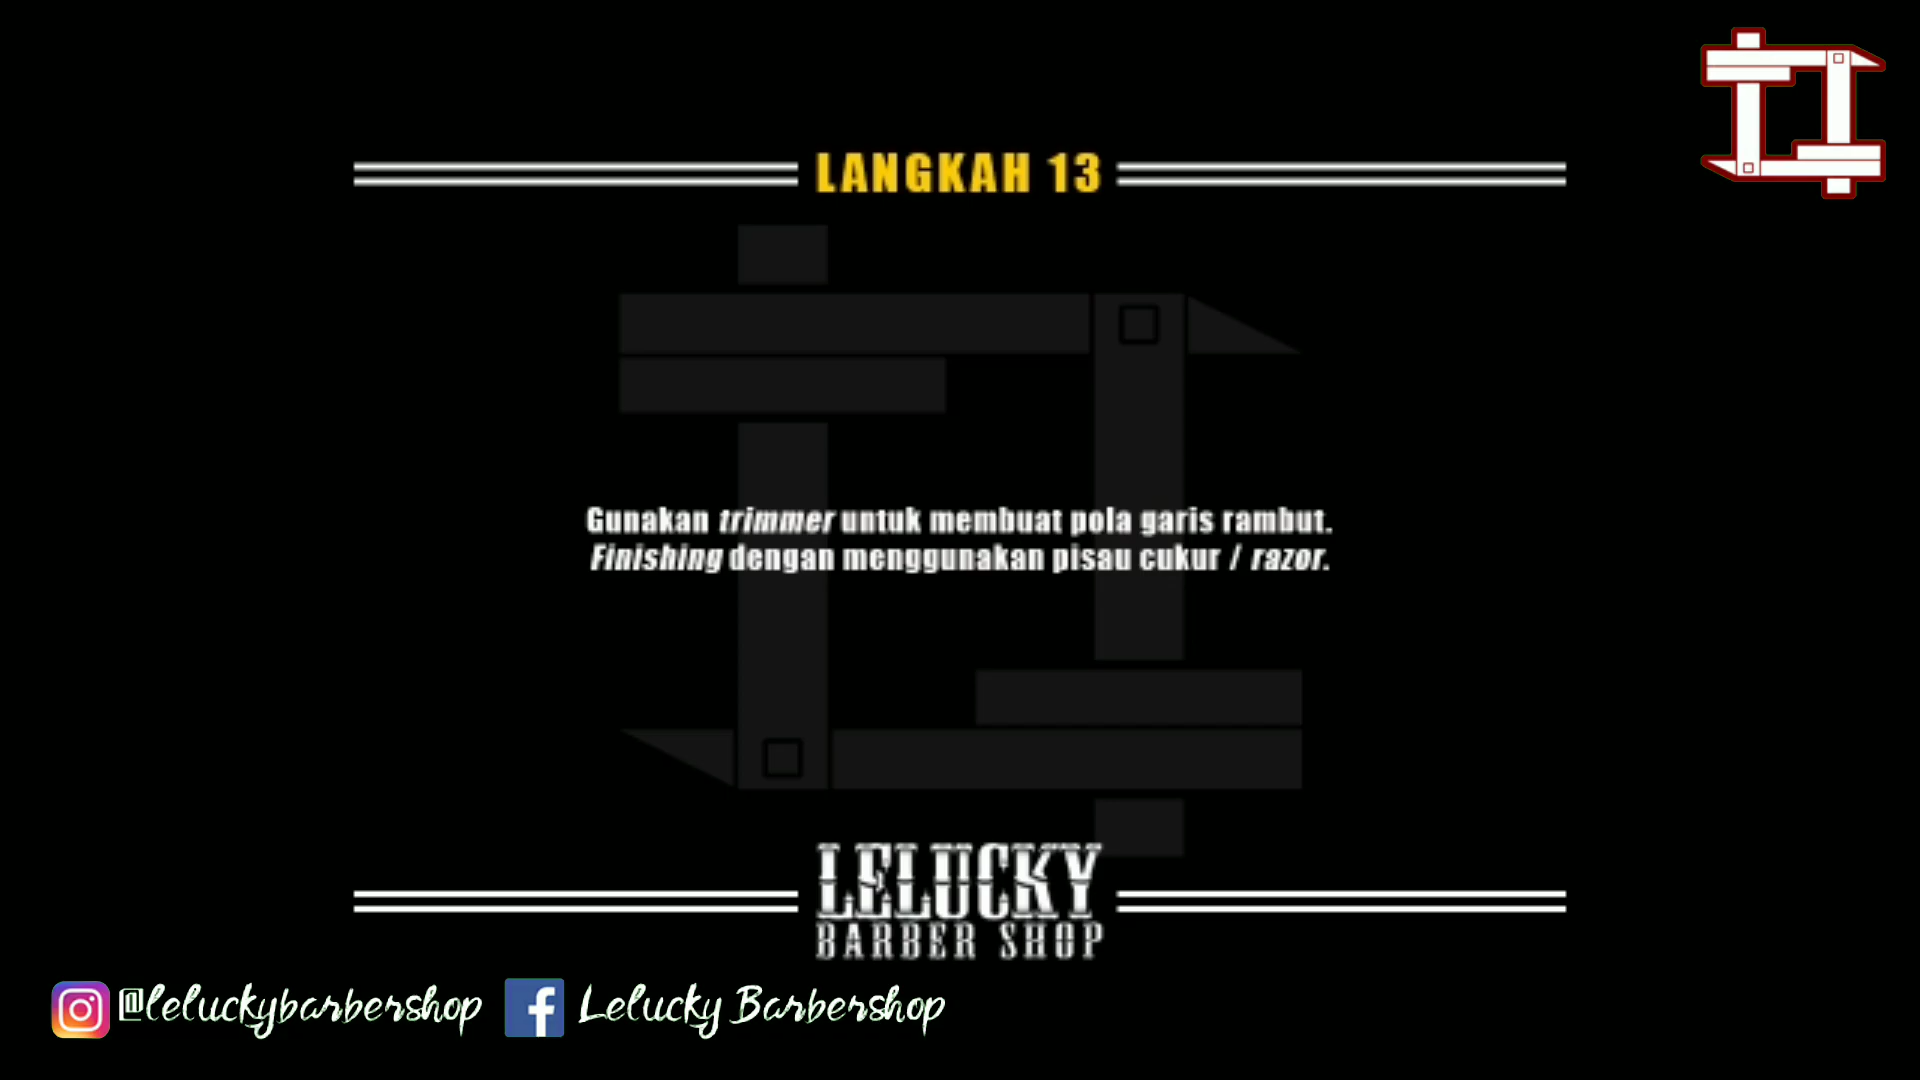 LANGKAH 13
Gunakan trimmer untuk membuat pola garis rambut.
Finishing dengan menggunakan pisau cukur / razor.
LELUCKY
BARBER SHOP
@leluckybarbershop Lelucky Barbershop